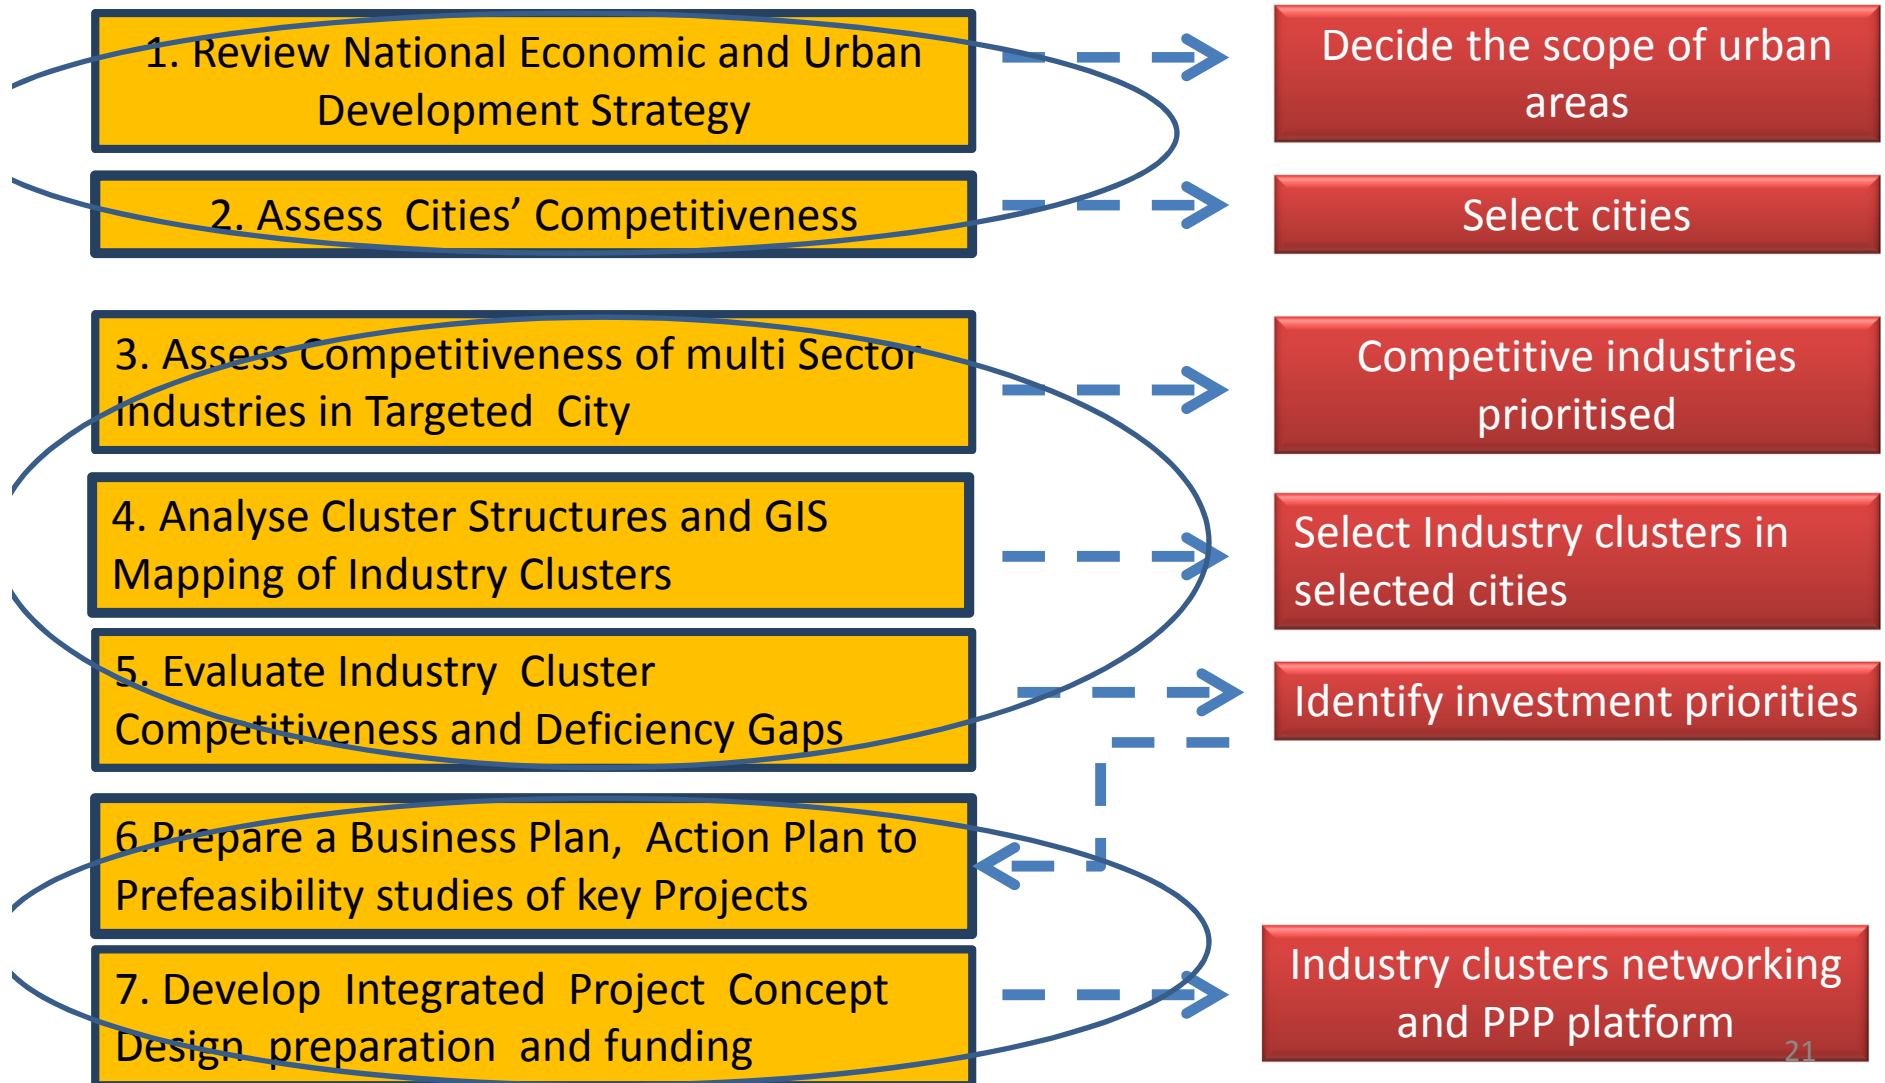 1. Review National Economic and Urban
Development Strategy
Decide the scope of urban
areas
2. Assess Cities’ Competitiveness
Select cities
3. Assess Competitiveness of multi Sector
Industries in Targeted City
Competitive industries
prioritised
4. Analyse Cluster Structures and GIS
Mapping of Industry Clusters
Select Industry clusters in
selected cities
5. Evaluate Industry Cluster
Competitiveness and Deficiency Gaps
Identify investment priorities
6.Prepare a Business Plan, Action Plan to
Prefeasibility studies of key Projects
7. Develop Integrated Project Concept
Design preparation and funding
Industry clusters networking
and PPP platform
21